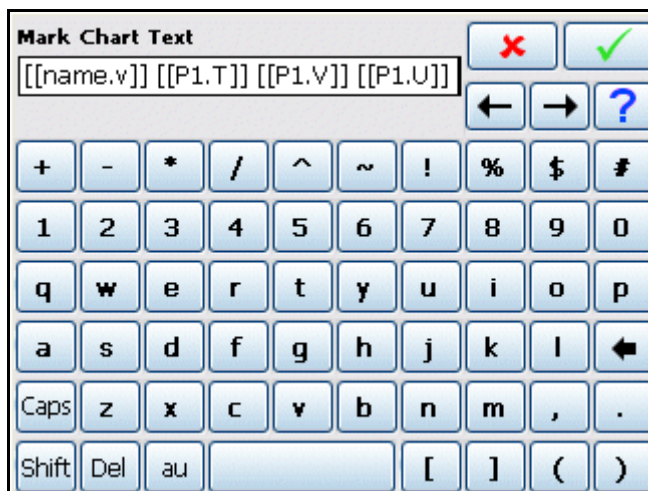 Mark Chart Text
[[name.v]] [[P1.T]] [[P1.V]] [[P1.U]]
← → ?
+ - * / ^ ~ ! % $ #
1 2 3 4 5 6 7 8 9 0
q w e r t y u i o p
a s d f g h j k l ←
Caps z x c v b n m , .
Shift Del au [ ] ( )